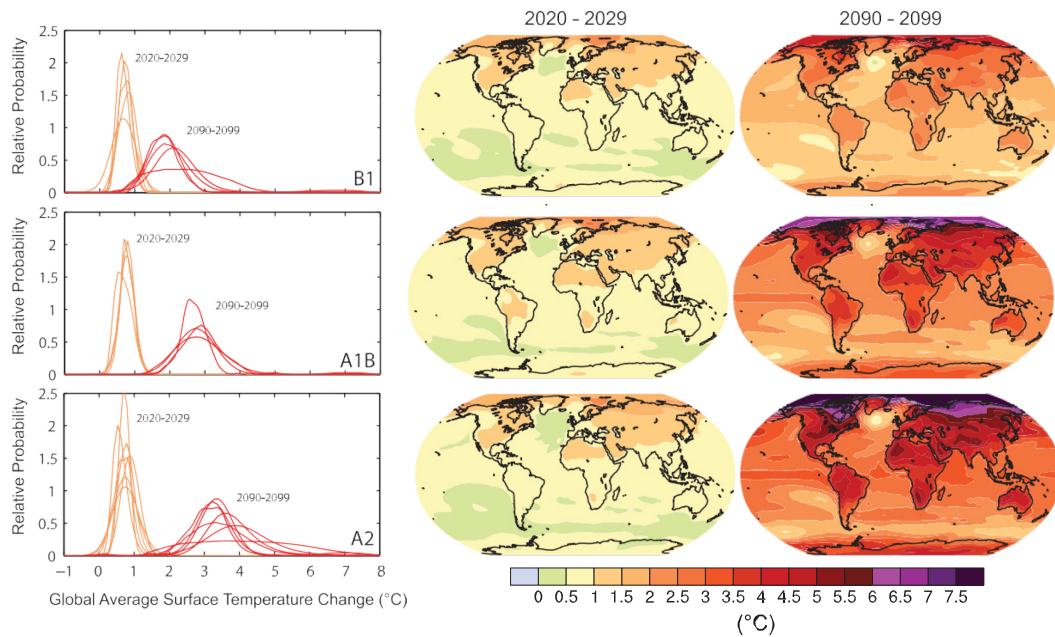 2020 - 2029
2090 - 2099
2.5
2
1.5
1
0.5
0
Relative Probability
2020-2029
2090-2099
B1
2.5
2
1.5
1
0.5
0
Relative Probability
2020-2029
2090-2099
A1B
2.5
2
1.5
1
0.5
0
Relative Probability
2020-2029
2090-2099
A2
−1 0 1 2 3 4 5 6 7 8
Global Average Surface Temperature Change (°C)
0 0.5 1 1.5 2 2.5 3 3.5 4 4.5 5 5.5 6 6.5 7 7.5
(°C)